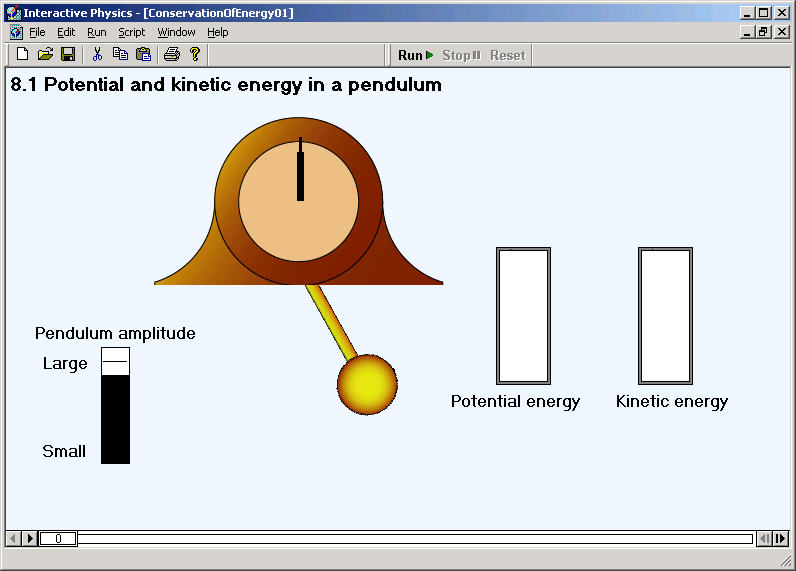 Interactive Physics - [ConservationOfEnergy01]
File Edit Run Script Window Help
Run Stop Reset
8.1 Potential and kinetic energy in a pendulum
Pendulum amplitude
Large
Small
Potential energy
Kinetic energy
0